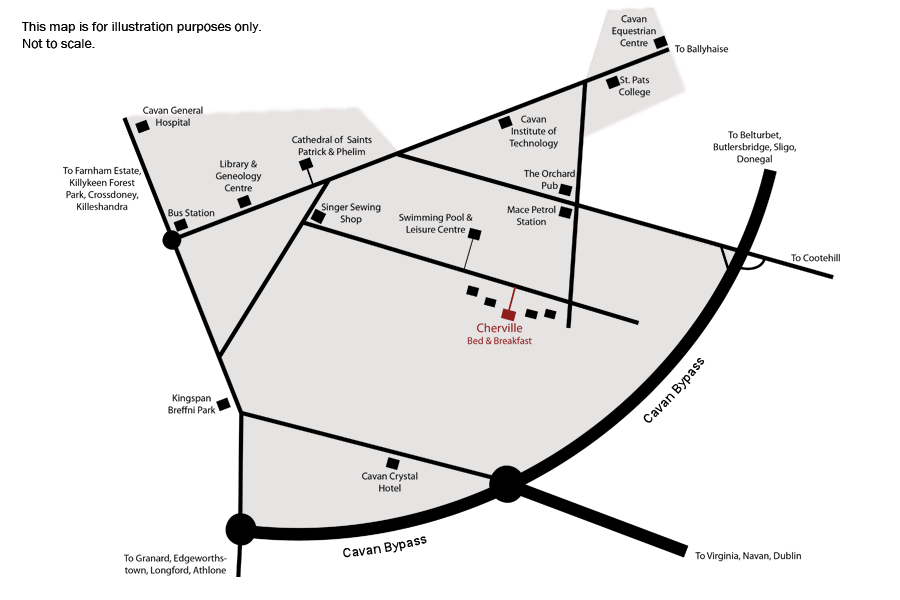 This map is for illustration purposes only.
Not to scale.
Cavan
Equestrian
Centre
To Ballyhaise
St. Pats
College
Cavan General
Hospital
Cavan
Institute of
Technology
To Belturbet,
Butlersbridge, Sligo,
Donegal
Cathedral of Saints
Patrick & Phelim
Library &
Geneology
Centre
To Farnham Estate,
Killykeen Forest
Park, Crossdoney,
Killeshandra
The Orchard
Pub
Bus Station
Singer Sewing
Shop
Swimming Pool &
Leisure Centre
Mace Petrol
Station
To Cootehill
Cherville
Bed & Breakfast
Cavan Bypass
Kingspan
Breffni Park
Cavan Crystal
Hotel
Cavan Bypass
To Granard, Edgeworths-
town, Longford, Athlone
To Virginia, Navan, Dublin